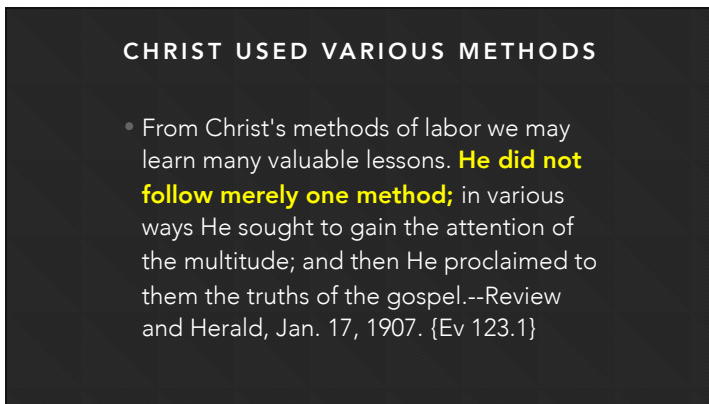 CHRIST USED VARIOUS METHODS
• From Christ's methods of labor we may
learn many valuable lessons. He did not
follow merely one method; in various
ways He sought to gain the attention of
the multitude; and then He proclaimed to
them the truths of the gospel.--Review
and Herald, Jan. 17, 1907. {Ev 123.1}